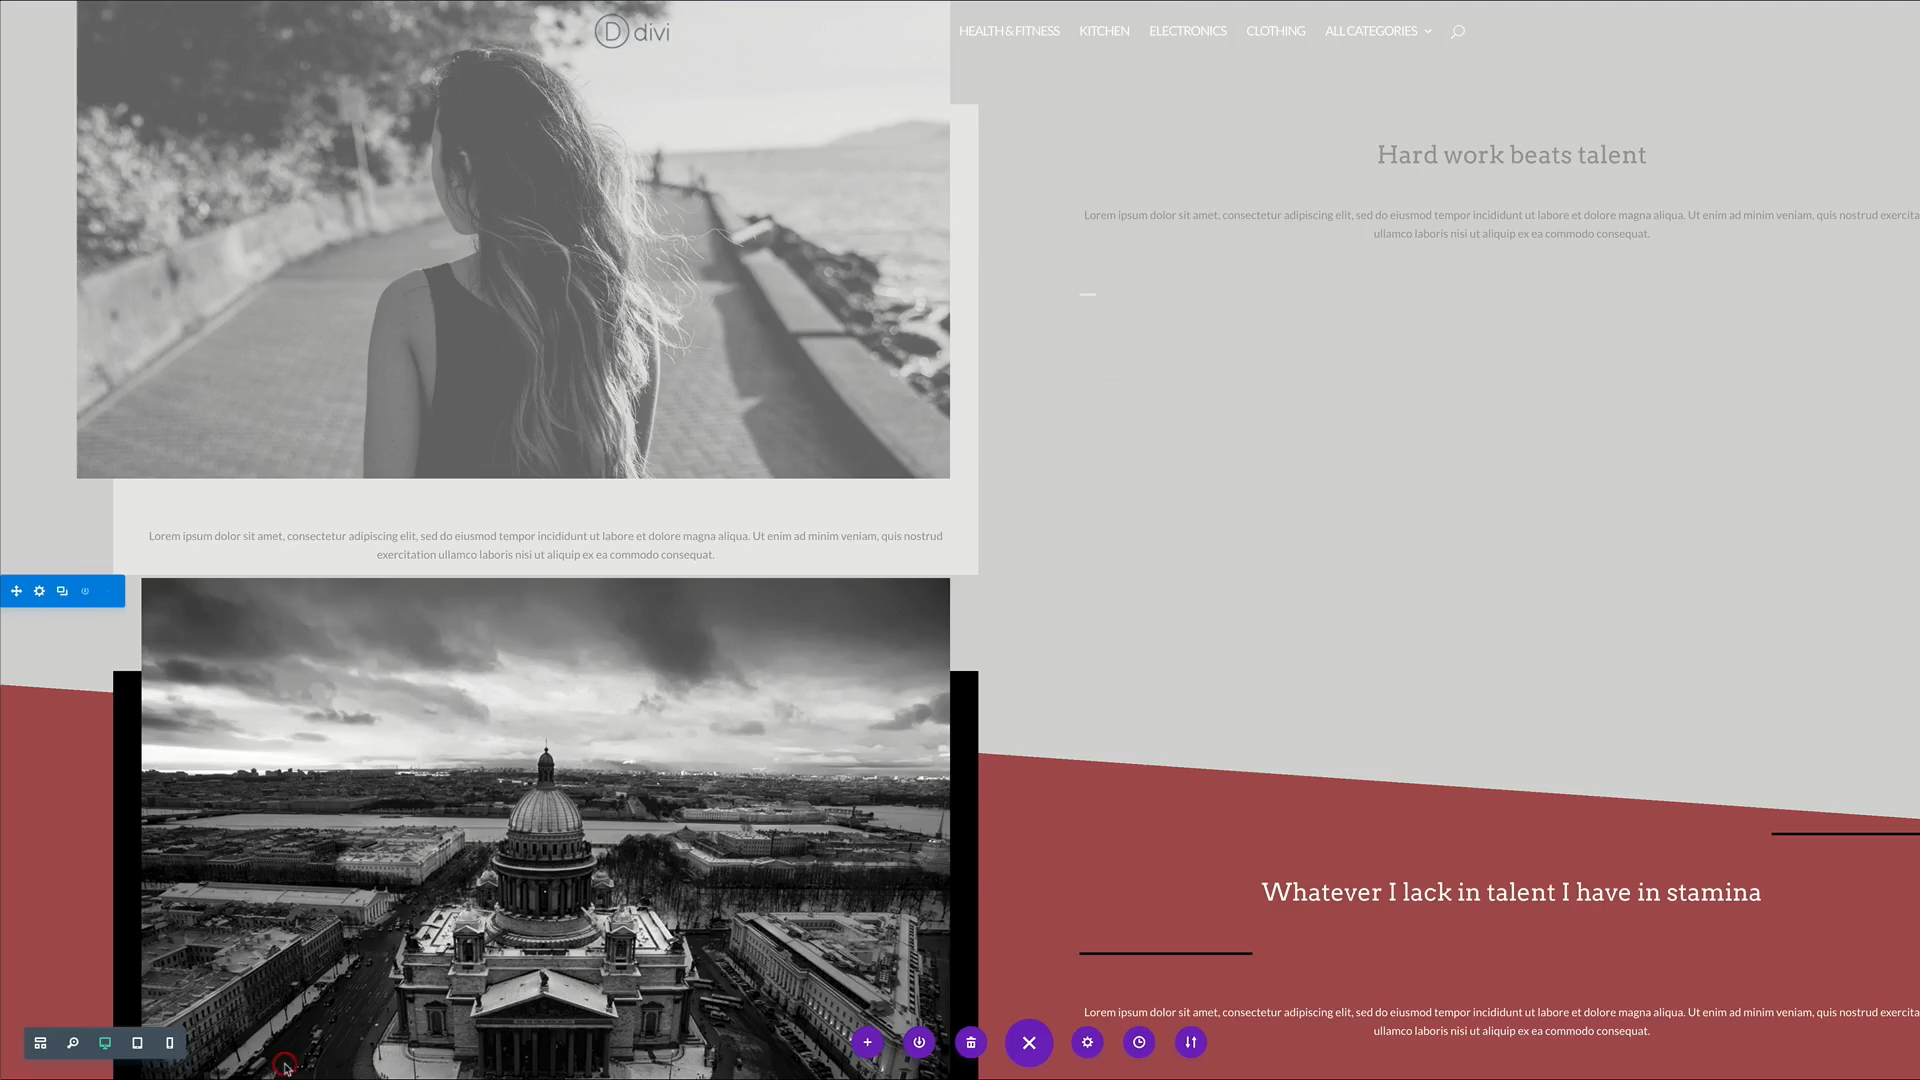 divi
HEALTH & FITNESS KITCHEN ELECTRONICS CLOTHING ALL CATEGORIES
Hard work beats talent
Lorem ipsum dolor sit amet, consectetur adipiscing elit, sed do eiusmod tempor incididunt ut labore et dolore magna aliqua. Ut enim ad minim veniam, quis nostrud exercita
ullamco laboris nisi ut aliquip ex ea commodo consequat.
Lorem ipsum dolor sit amet, consectetur adipiscing elit, sed do eiusmod tempor incididunt ut labore et dolore magna aliqua. Ut enim ad minim veniam, quis nostrud
exercitation ullamco laboris nisi ut aliquip ex ea commodo consequat.
Whatever I lack in talent I have in stamina
Lorem ipsum dolor sit amet, consectetur adipiscing elit, sed do eiusmod tempor incididunt ut labore et dolore magna aliqua. Ut enim ad minim veniam, quis nostrud exercita
ullamco laboris nisi ut aliquip ex ea commodo consequat.